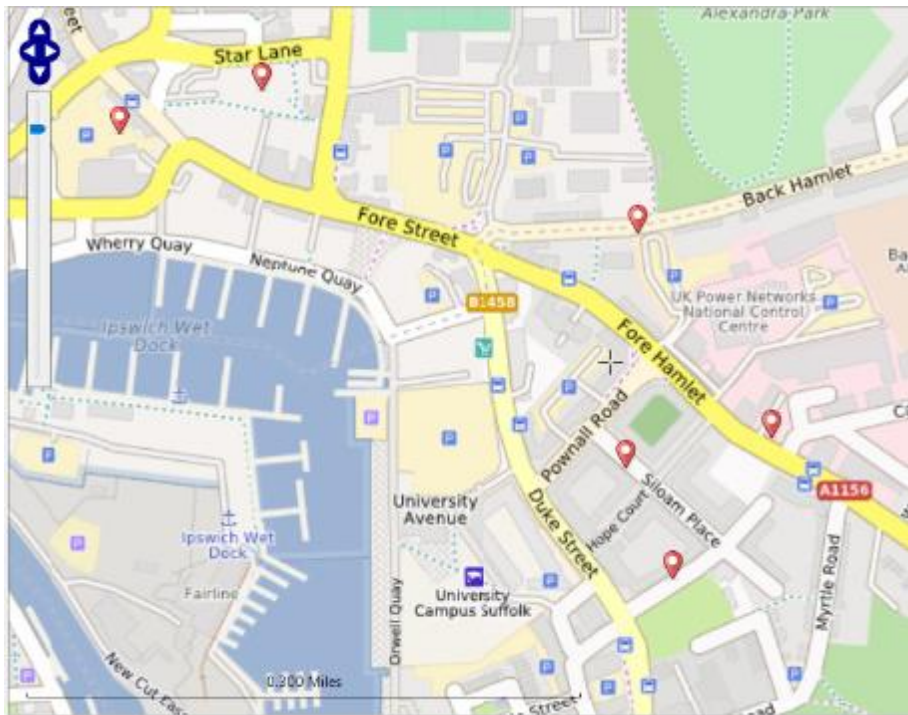 Alexandra Park
Star Lane
Back Hamlet
Fore Street
Wherry Quay
Neptune Quay
B1458
UK Power Networks
National Control
Centre
Ipswich Wet
Dock
Fore Hamlet
Pownall Road
A1156
Siloam Place
University
Avenue
Duke Street
Hope Court
Ipswich Wet
Dock
Fairline
University
Campus Suffolk
Orwell Quay
Myrtle Road
New Cut East
0.300 Miles